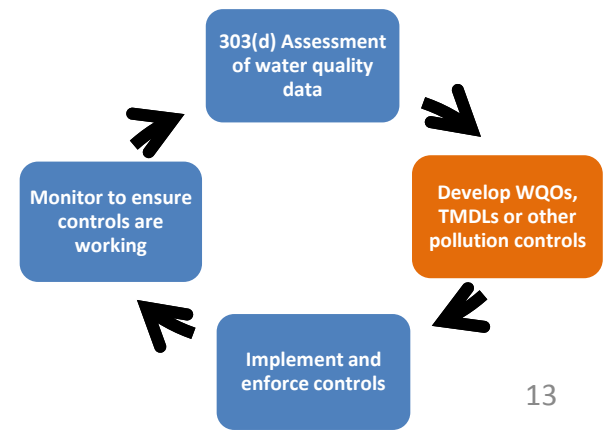 303(d) Assessment
of water quality
data
Develop WQOs,
TMDLs or other
pollution controls
Implement and
enforce controls
Monitor to ensure
controls are
working
13